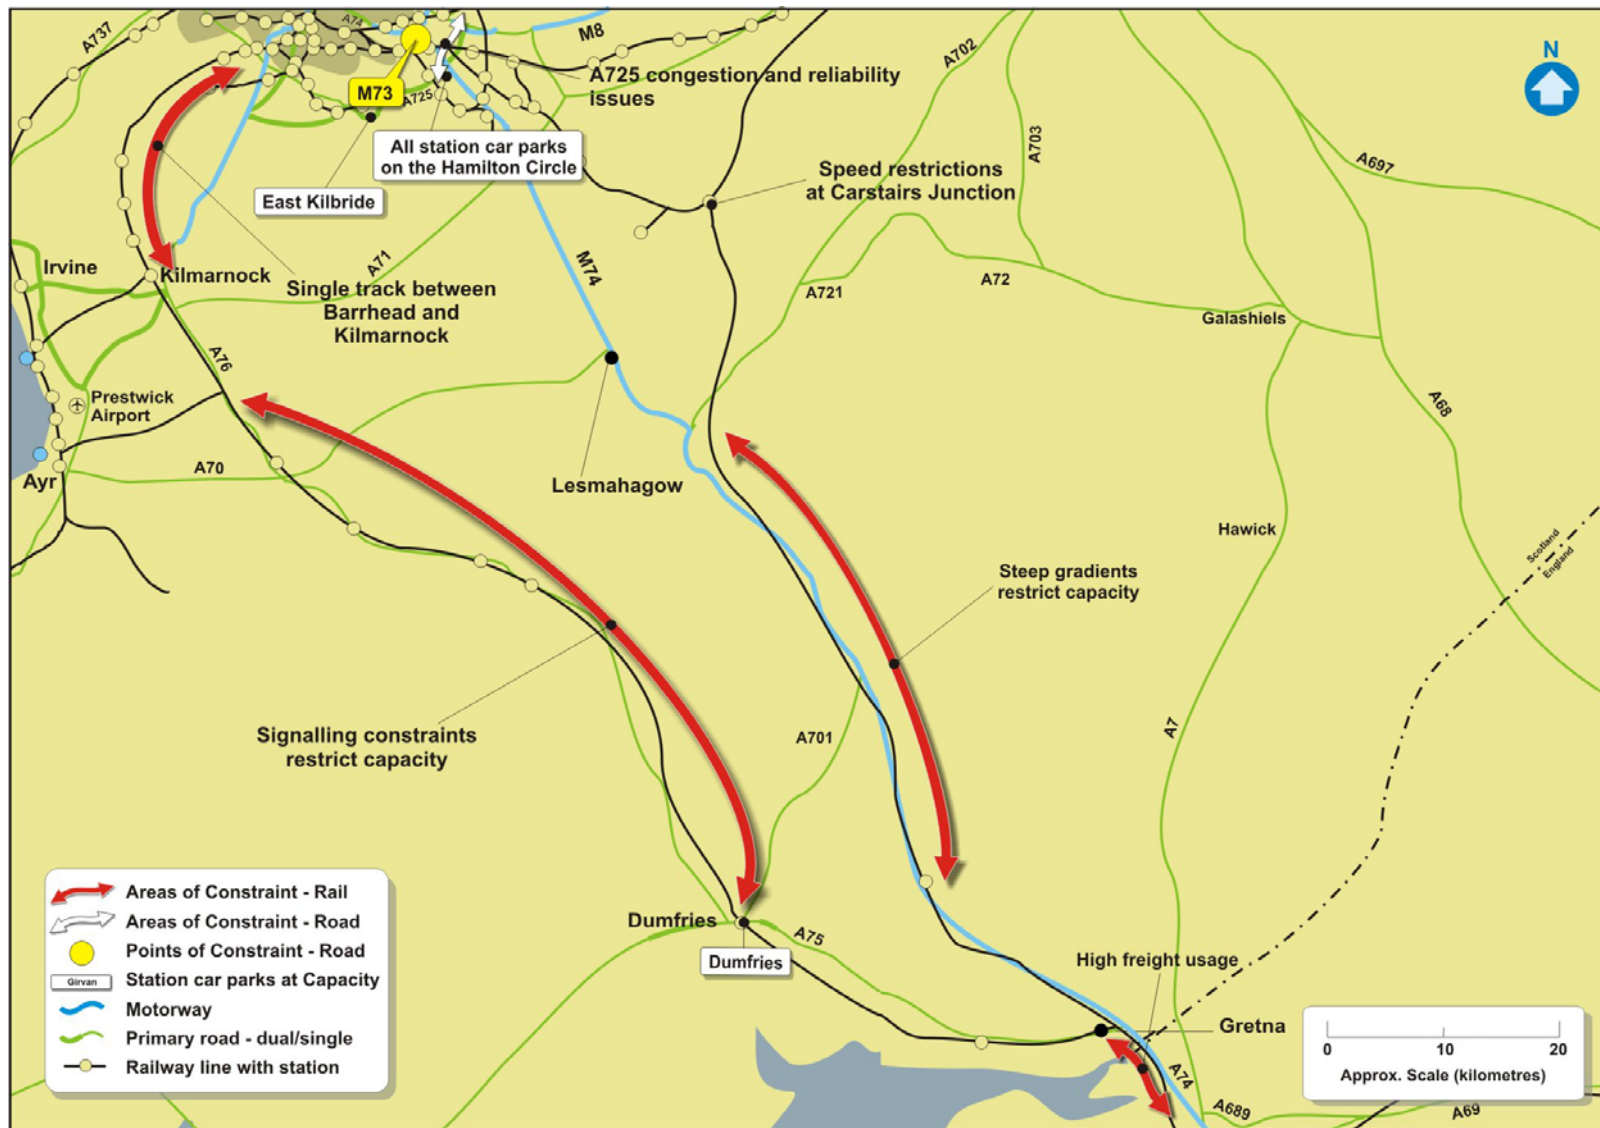 A737
A74
M8
A702
N
A725 congestion and reliability
issues
M73
A725
A703
A697
All station car parks
on the Hamilton Circle
Speed restrictions
at Carstairs Junction
East Kilbride
Irvine
Kilmarnock
A71
M74
A72
A721
Single track between
Barrhead and
Kilmarnock
Galashiels
A76
Prestwick
Airport
A68
A70
Ayr
Lesmahagow
Hawick
Scotland
England
Steep gradients
restrict capacity
Signalling constraints
restrict capacity
A701
A7
Areas of Constraint - Rail
Areas of Constraint - Road
Points of Constraint - Road
Girvan
Station car parks at Capacity
Motorway
Primary road - dual/single
Railway line with station
Dumfries
A75
Dumfries
High freight usage
Gretna
A74
A689
A69
0 10 20
Approx. Scale (kilometres)